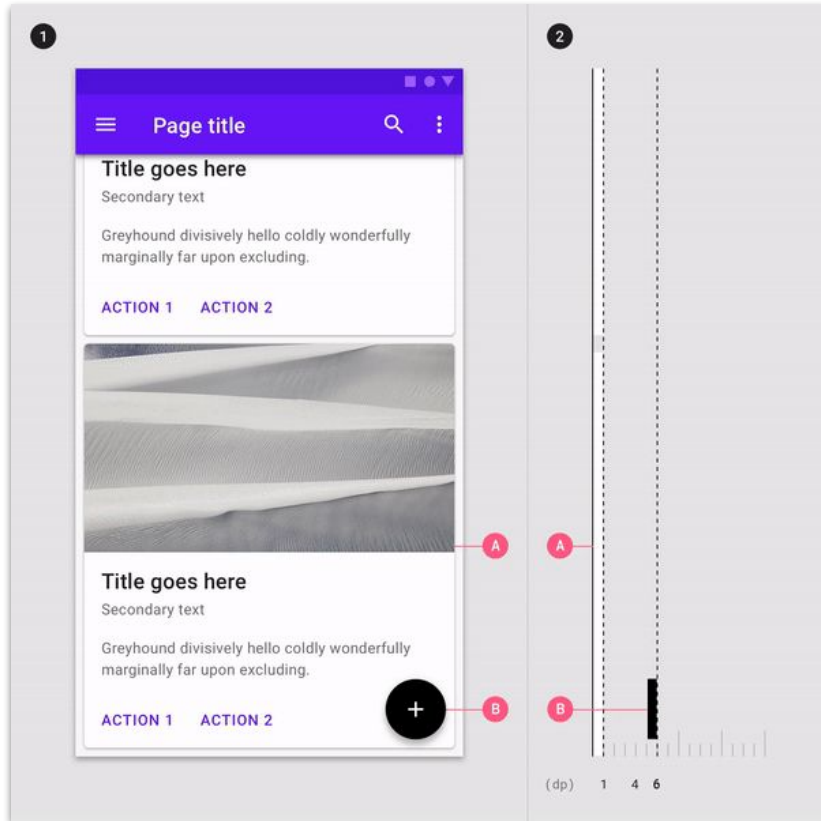 1
Page title
Title goes here
Secondary text
Greyhound divisively hello coldly wonderfully
marginally far upon excluding.
ACTION 1 ACTION 2
A
Title goes here
Secondary text
Greyhound divisively hello coldly wonderfully
marginally far upon excluding.
ACTION 1 ACTION 2
+
B
2
A
B
(dp) 1 4 6